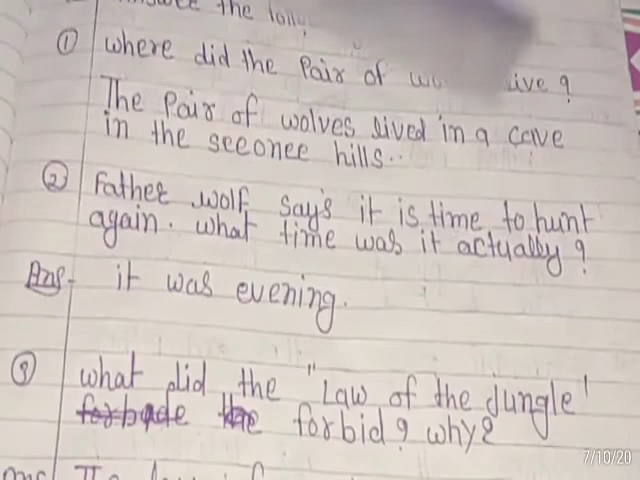 the
① where did the Pair of ive?
The Pair of wolves lived in a cave
in the seeonee hills..
② Father wolf say's it is time to hunt
again. what time was it actually?
Ans- it was evening.
③ what did the "Law of the Jungle'
forbade the forbid? why?
7/10/20